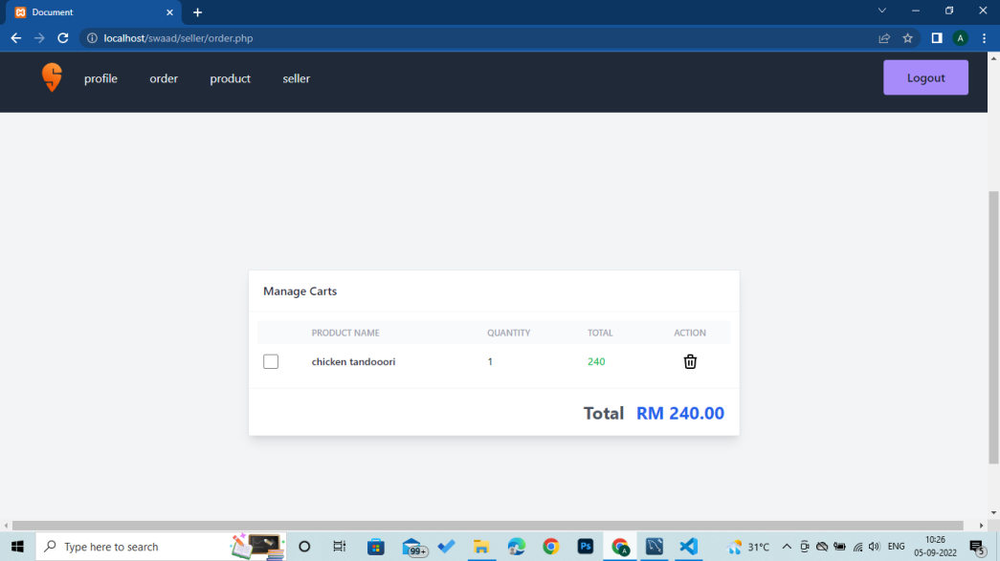 Document
localhost/swaad/seller/order.php
A
profile order product seller Logout
Manage Carts
PRODUCT NAME QUANTITY TOTAL ACTION
chicken tandooori 1 240
Total RM 240.00
Type here to search
99+
Ps
A
31°C
ENG
10:26
05-09-2022
5